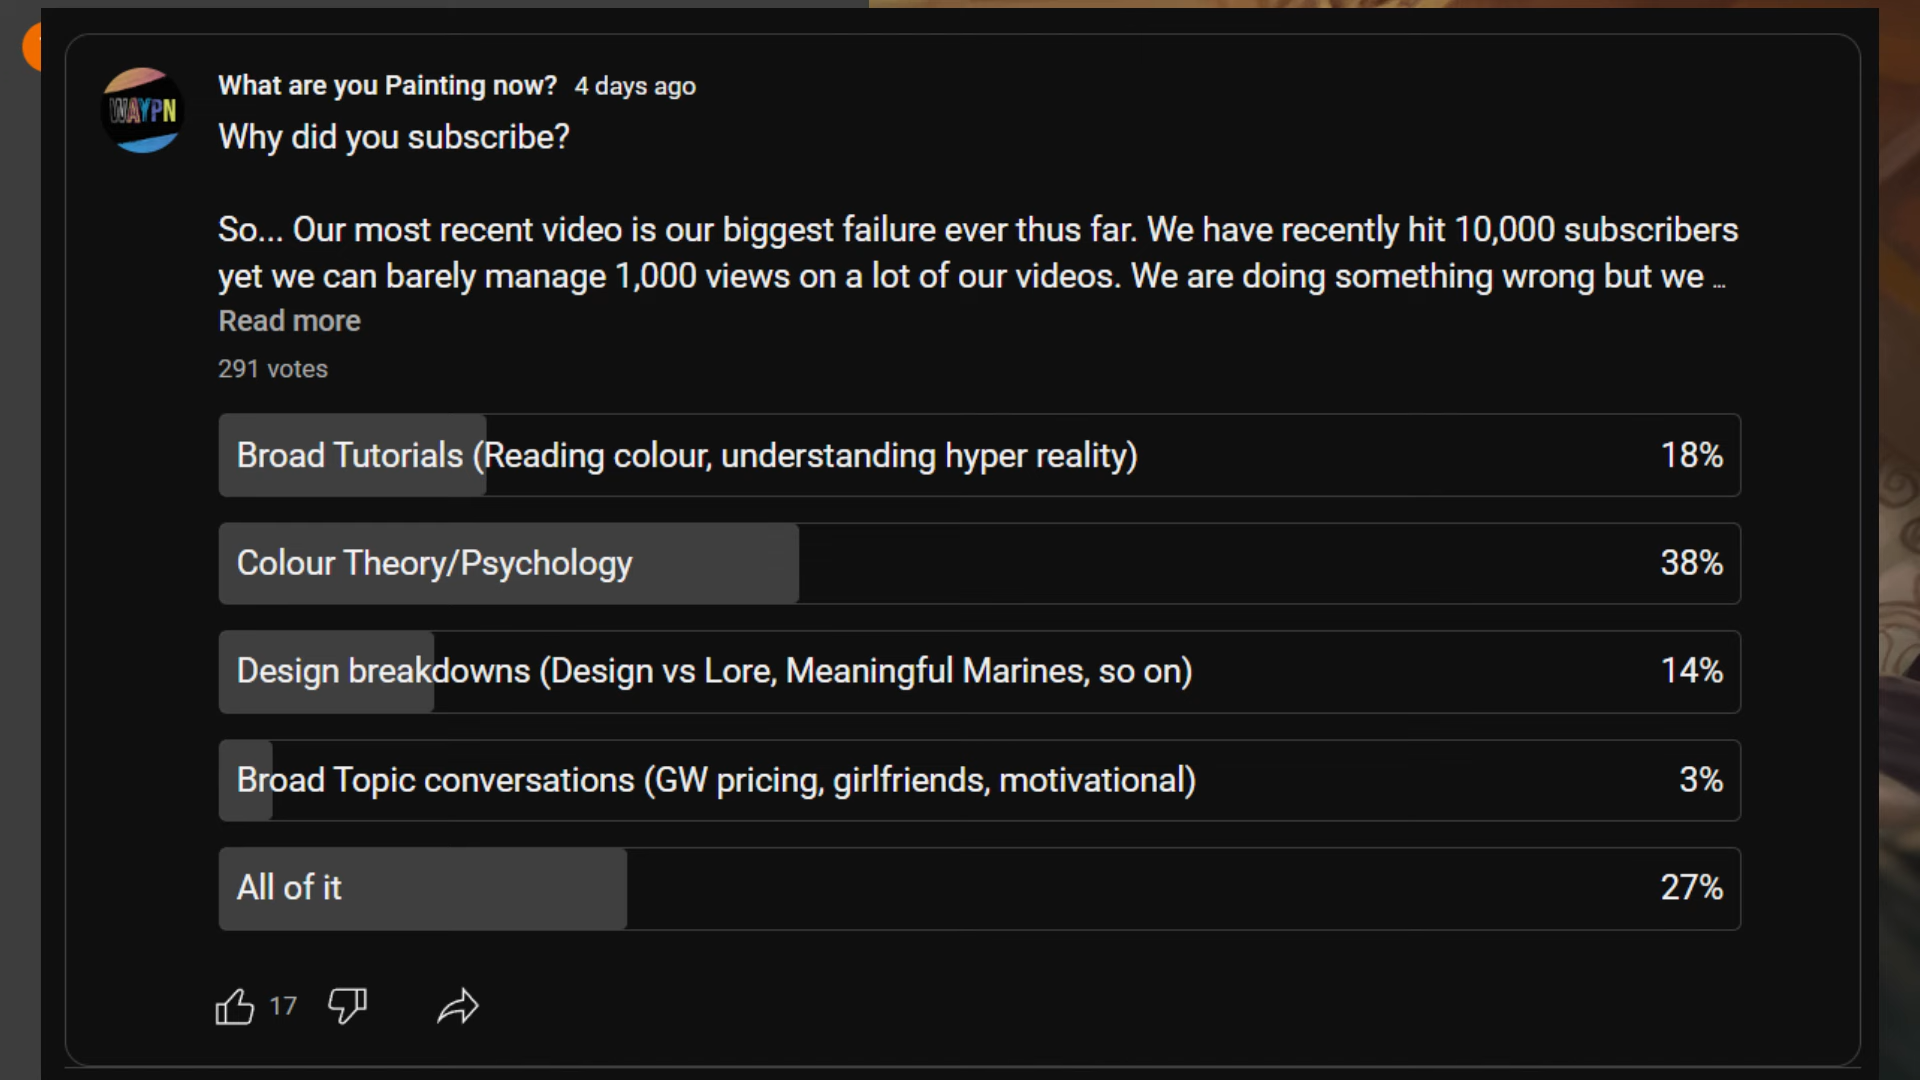 WAYPN
What are you Painting now? 4 days ago
Why did you subscribe?
So... Our most recent video is our biggest failure ever thus far. We have recently hit 10,000 subscribers
yet we can barely manage 1,000 views on a lot of our videos. We are doing something wrong but we ...
Read more
291 votes
Broad Tutorials (Reading colour, understanding hyper reality) 18%
Colour Theory/Psychology 38%
Design breakdowns (Design vs Lore, Meaningful Marines, so on) 14%
Broad Topic conversations (GW pricing, girlfriends, motivational) 3%
All of it 27%
17